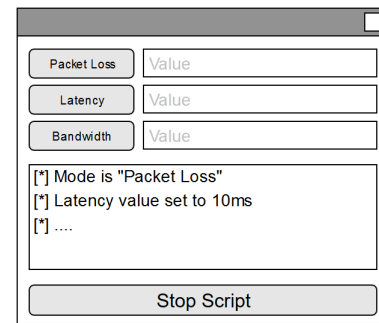 Packet Loss Value
Latency Value
Bandwidth Value
[*] Mode is "Packet Loss"
[*] Latency value set to 10ms
[*] ....
Stop Script